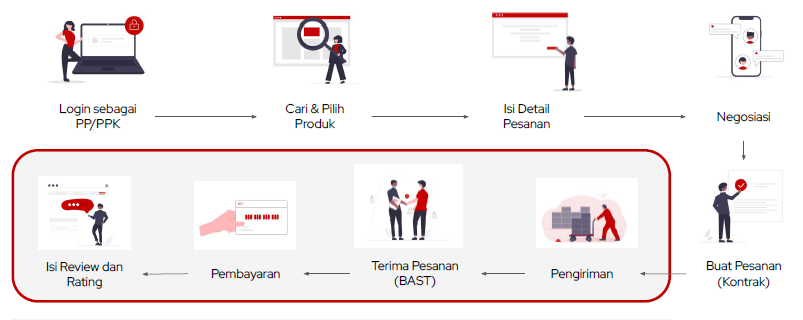 Login sebagai
PP/PPK
Cari & Pilih
Produk
Isi Detail
Pesanan
Negosiasi
Buat Pesanan
(Kontrak)
Pengiriman
Terima Pesanan
(BAST)
Pembayaran
Isi Review dan
Rating